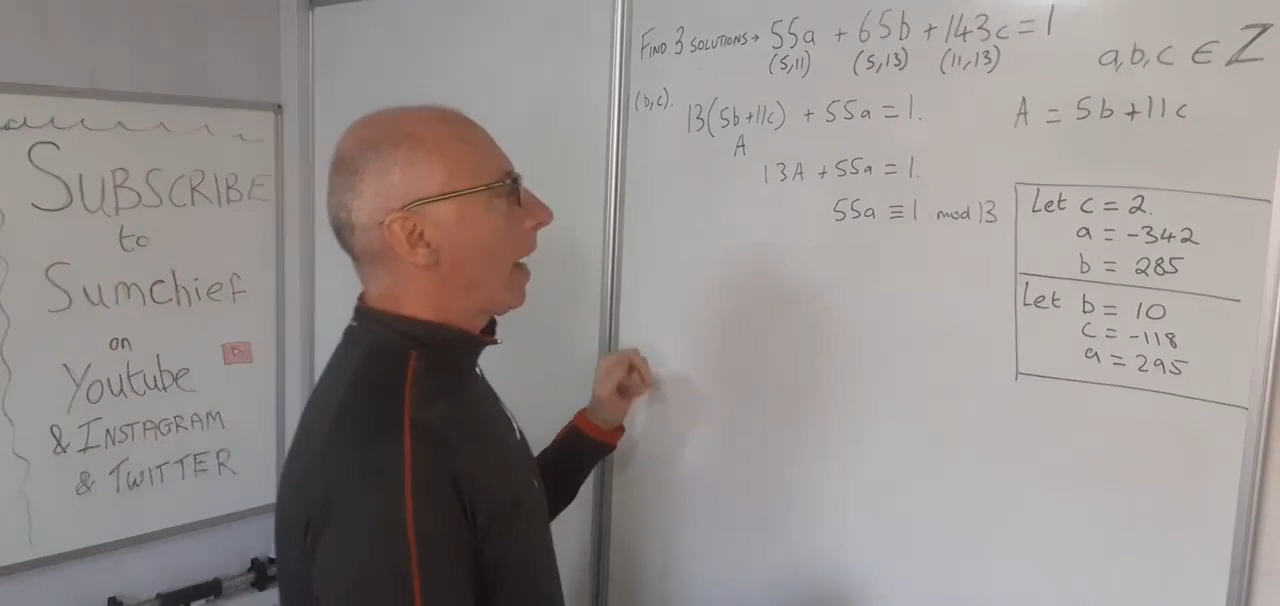 SUBSCRIBE
to
Sumchief
on
Youtube
& INSTAGRAM
& TWITTER
FIND 3 SOLUTIONS → 55a + 65b + 143c = 1
(5,11) (5,13) (11,13)
a,b,c ∈ Z
(b,c). 13(5b+11c) + 55a = 1.
A
A = 5b+11c
13A + 55a = 1.
55a ≡ 1 mod 13
Let c = 2.
a = -342
b = 285
Let b = 10
c = -118
a = 295